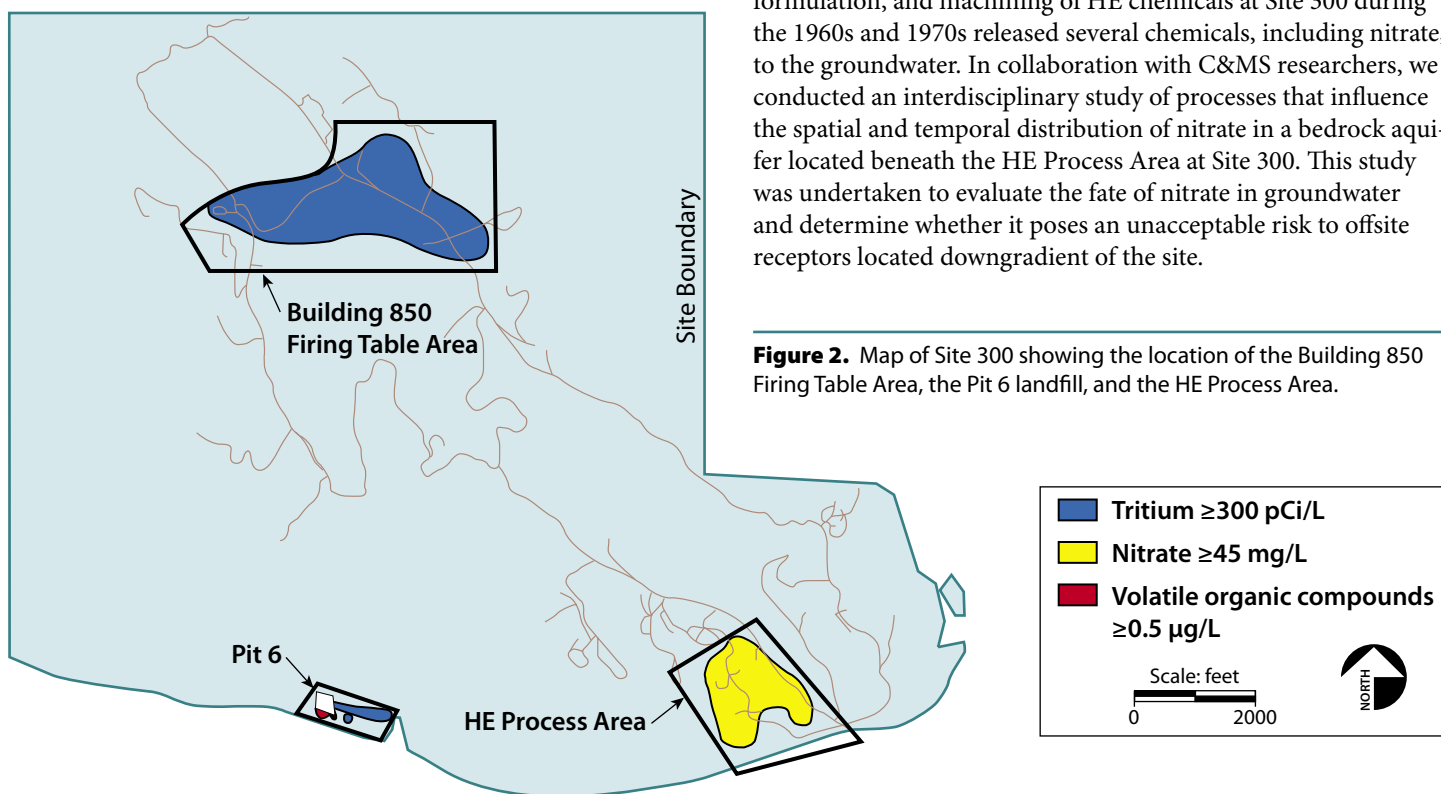 formulation, and machining of HE chemicals at Site 300 during
the 1960s and 1970s released several chemicals, including nitrate,
to the groundwater. In collaboration with C&MS researchers, we
conducted an interdisciplinary study of processes that influence
the spatial and temporal distribution of nitrate in a bedrock aqui-
fer located beneath the HE Process Area at Site 300. This study
was undertaken to evaluate the fate of nitrate in groundwater
and determine whether it poses an unacceptable risk to offsite
receptors located downgradient of the site.
Figure 2. Map of Site 300 showing the location of the Building 850
Firing Table Area, the Pit 6 landfill, and the HE Process Area.
Site Boundary
Building 850
Firing Table Area
Pit 6
HE Process Area
Tritium ≥300 pCi/L
Nitrate ≥45 mg/L
Volatile organic compounds
≥0.5 µg/L
Scale: feet
0 2000
NORTH